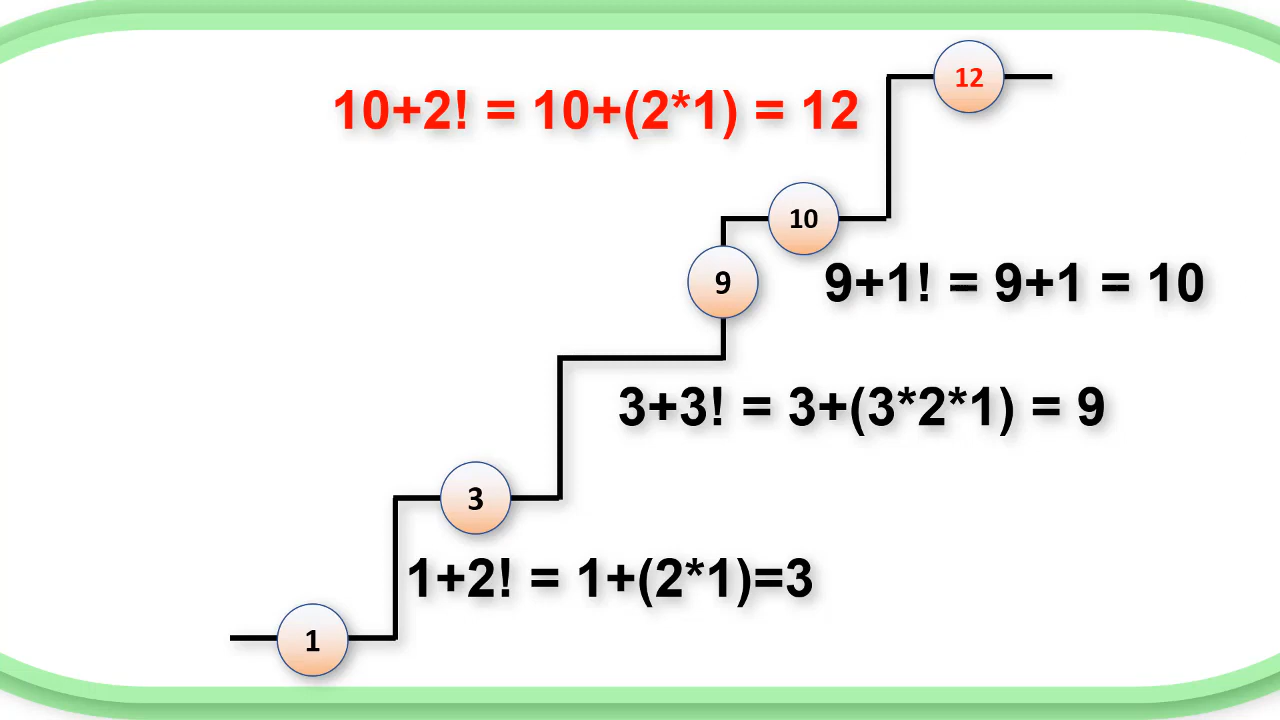 12
10+2! = 10+(2*1) = 12
10
9
9+1! = 9+1 = 10
3+3! = 3+(3*2*1) = 9
3
1+2! = 1+(2*1)=3
1